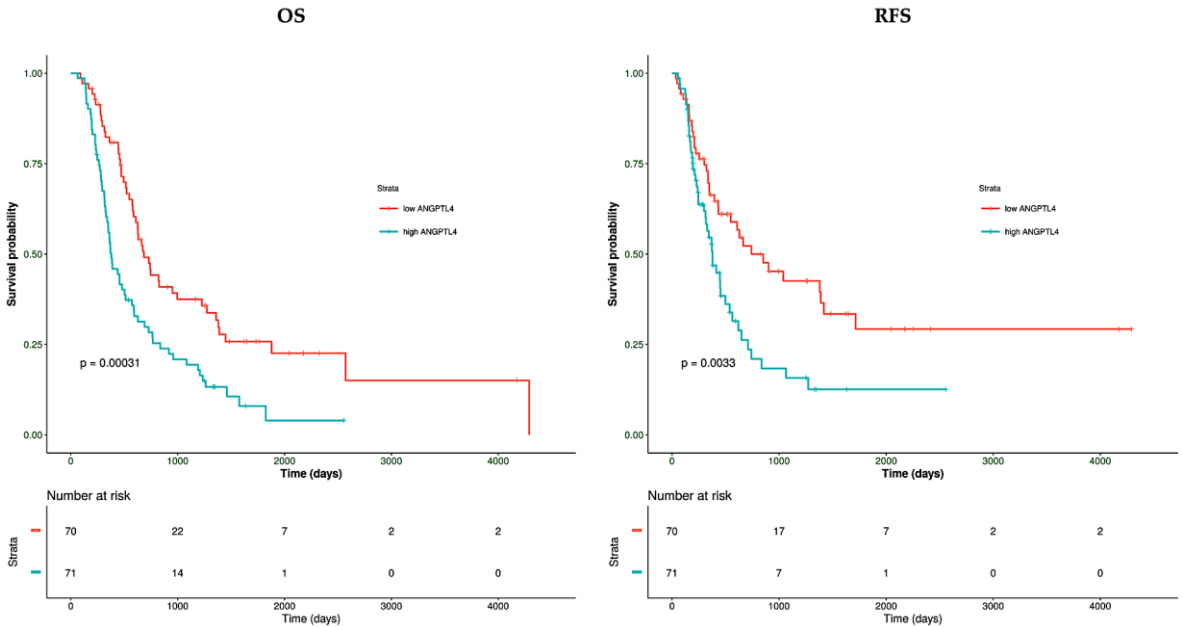 OS
1.00
0.75
0.50
0.25
0.00
Survival probability
Strata
low ANGPTL4
high ANGPTL4
p = 0.00031
0 1000 2000 3000 4000
Time (days)
Number at risk
Strata
70 22 7 2 2
71 14 1 0 0
0 1000 2000 3000 4000
Time (days)
RFS
1.00
0.75
0.50
0.25
0.00
Survival probability
Strata
low ANGPTL4
high ANGPTL4
p = 0.0033
0 1000 2000 3000 4000
Time (days)
Number at risk
Strata
70 17 7 2 2
71 7 1 0 0
0 1000 2000 3000 4000
Time (days)